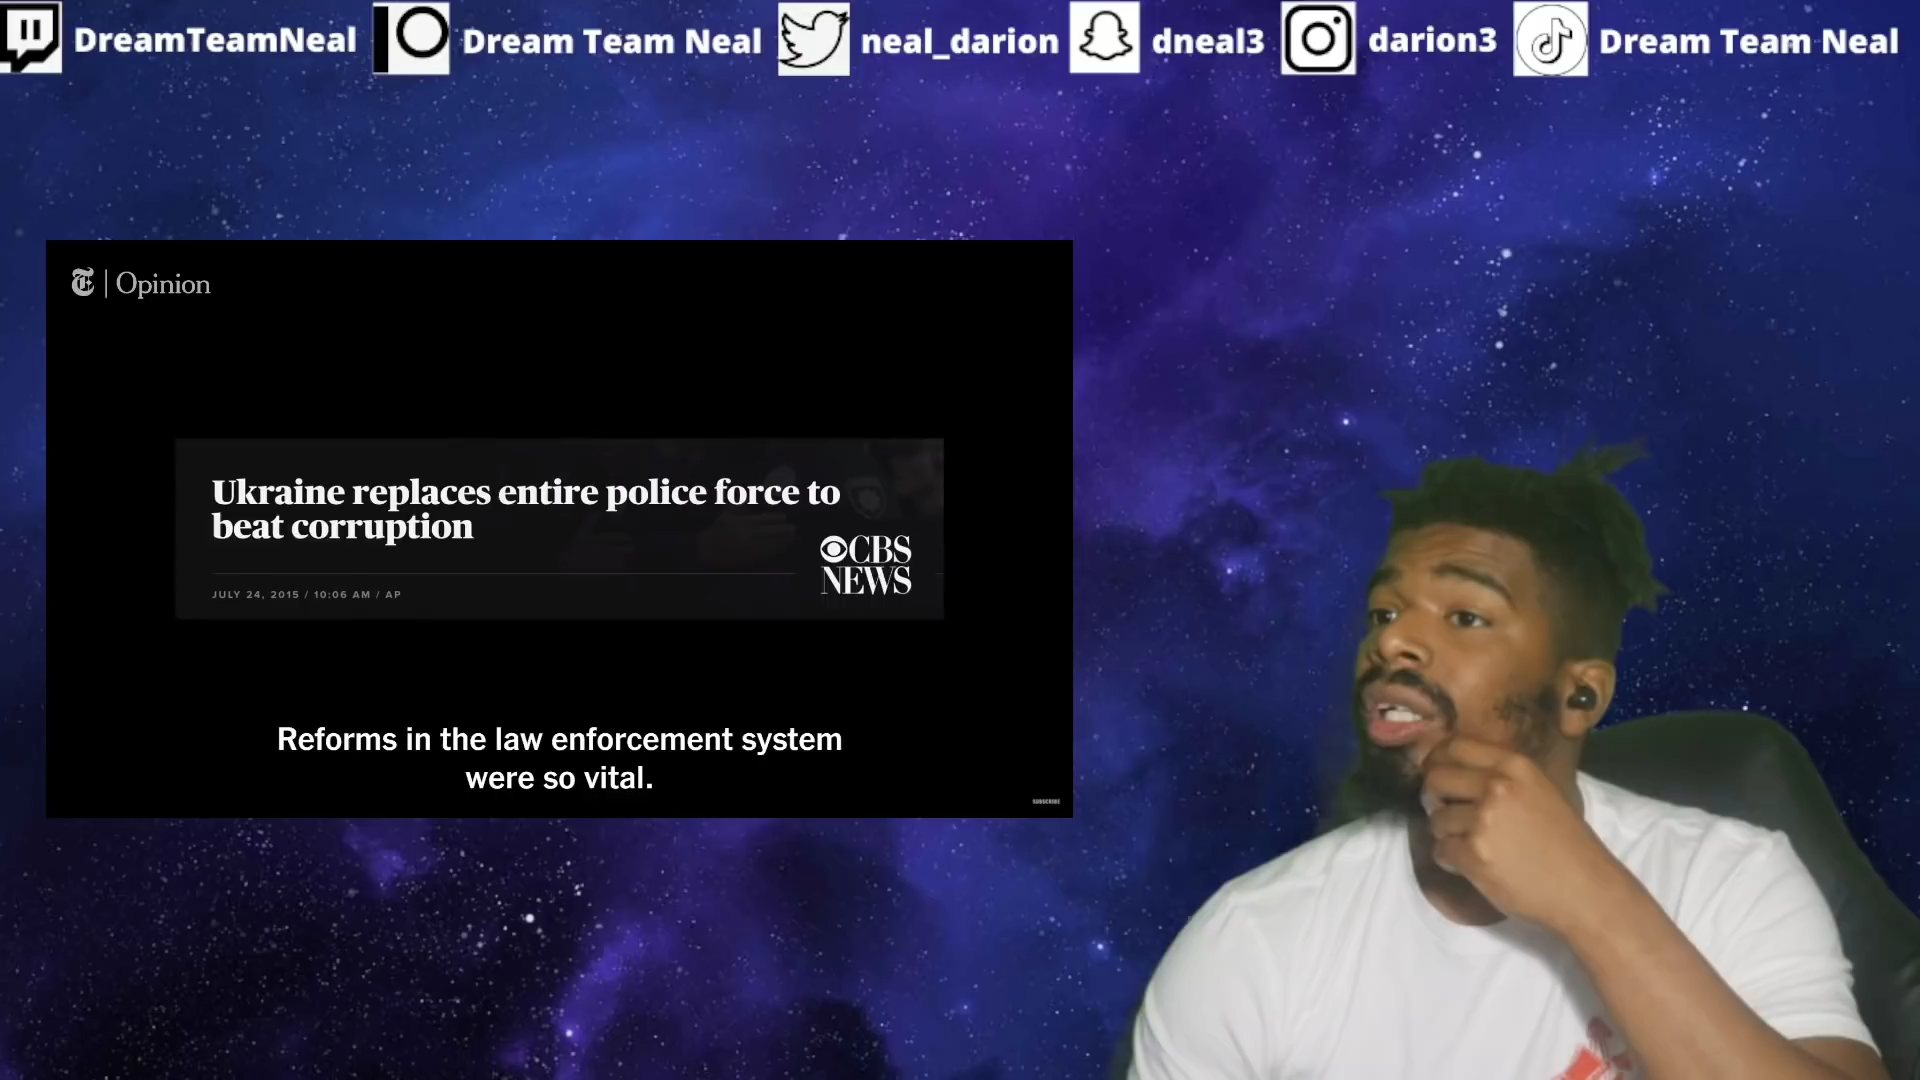 DreamTeamNeal Dream Team Neal neal_darion dneal3 darion3 Dream Team Neal
T | Opinion
Ukraine replaces entire police force to
beat corruption
CBS
NEWS
JULY 24, 2015 / 10:06 AM / AP
Reforms in the law enforcement system
were so vital.
SUBSCRIBE